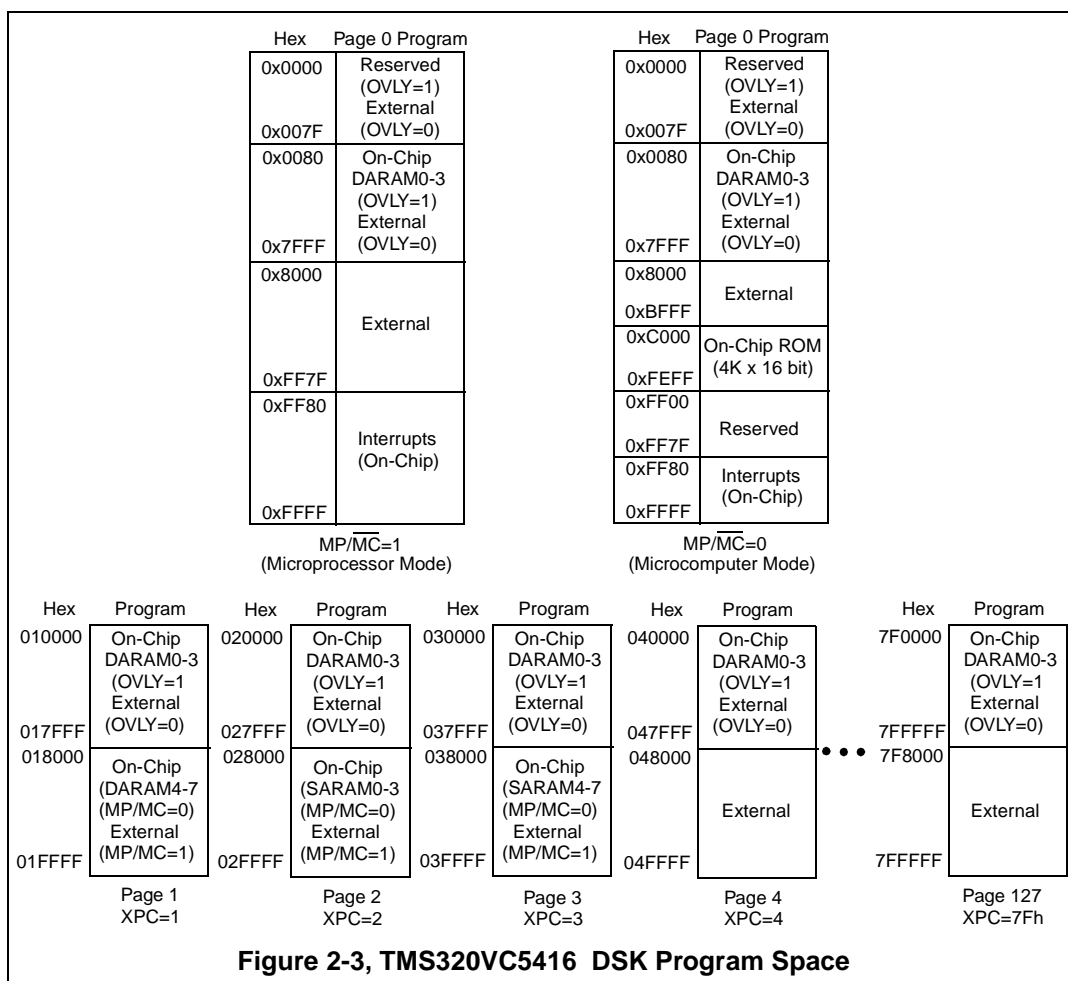 Hex Page 0 Program
0x0000
Reserved
(OVLY=1)
External
(OVLY=0)
0x007F
0x0080
On-Chip
DARAM0-3
(OVLY=1)
External
(OVLY=0)
0x7FFF
0x8000
External
0xFF7F
0xFF80
Interrupts
(On-Chip)
0xFFFF
MP/MC=1
(Microprocessor Mode)
Hex Page 0 Program
0x0000
Reserved
(OVLY=1)
External
(OVLY=0)
0x007F
0x0080
On-Chip
DARAM0-3
(OVLY=1)
External
(OVLY=0)
0x7FFF
0x8000
External
0xBFFF
0xC000
On-Chip ROM
(4K x 16 bit)
0xFEFF
0xFF00
Reserved
0xFF7F
0xFF80
Interrupts
(On-Chip)
0xFFFF
MP/MC=0
(Microcomputer Mode)
Hex Program
010000
On-Chip
DARAM0-3
(OVLY=1
External
(OVLY=0)
017FFF
018000
On-Chip
(DARAM4-7
(MP/MC=0)
External
(MP/MC=1)
01FFFF
Page 1
XPC=1
Hex Program
020000
On-Chip
DARAM0-3
(OVLY=1
External
(OVLY=0)
027FFF
028000
On-Chip
(SARAM0-3
(MP/MC=0)
External
(MP/MC=1)
02FFFF
Page 2
XPC=2
Hex Program
030000
On-Chip
DARAM0-3
(OVLY=1
External
(OVLY=0)
037FFF
038000
On-Chip
(SARAM4-7
(MP/MC=0)
External
(MP/MC=1)
03FFFF
Page 3
XPC=3
Hex Program
040000
On-Chip
DARAM0-3
(OVLY=1
External
(OVLY=0)
047FFF
048000
External
04FFFF
Page 4
XPC=4
• • •
Hex Program
7F0000
On-Chip
DARAM0-3
(OVLY=1
External
(OVLY=0)
7FFFFF
7F8000
External
7FFFFF
Page 127
XPC=7Fh
Figure 2-3, TMS320VC5416 DSK Program Space